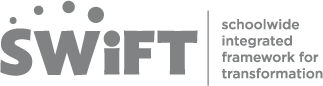 SWiFT
schoolwide
integrated
framework for
transformation